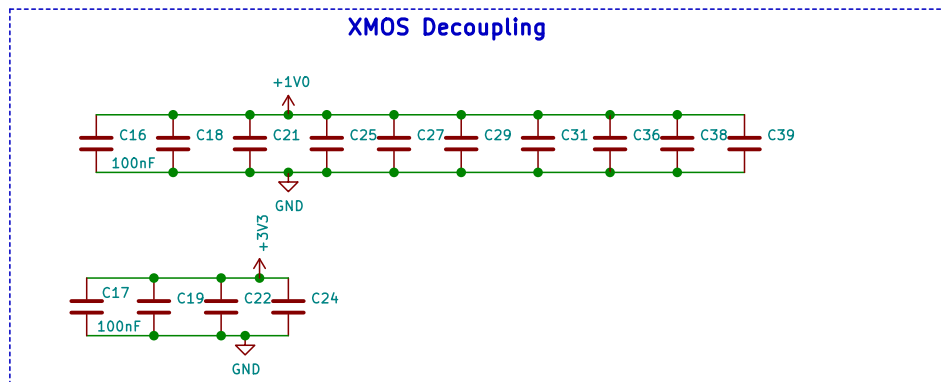 XMOS Decoupling
+1V0
C16 C18 C21 C25 C27 C29 C31 C36 C38 C39
100nF
GND
+3V3
C17 C19 C22 C24
100nF
GND